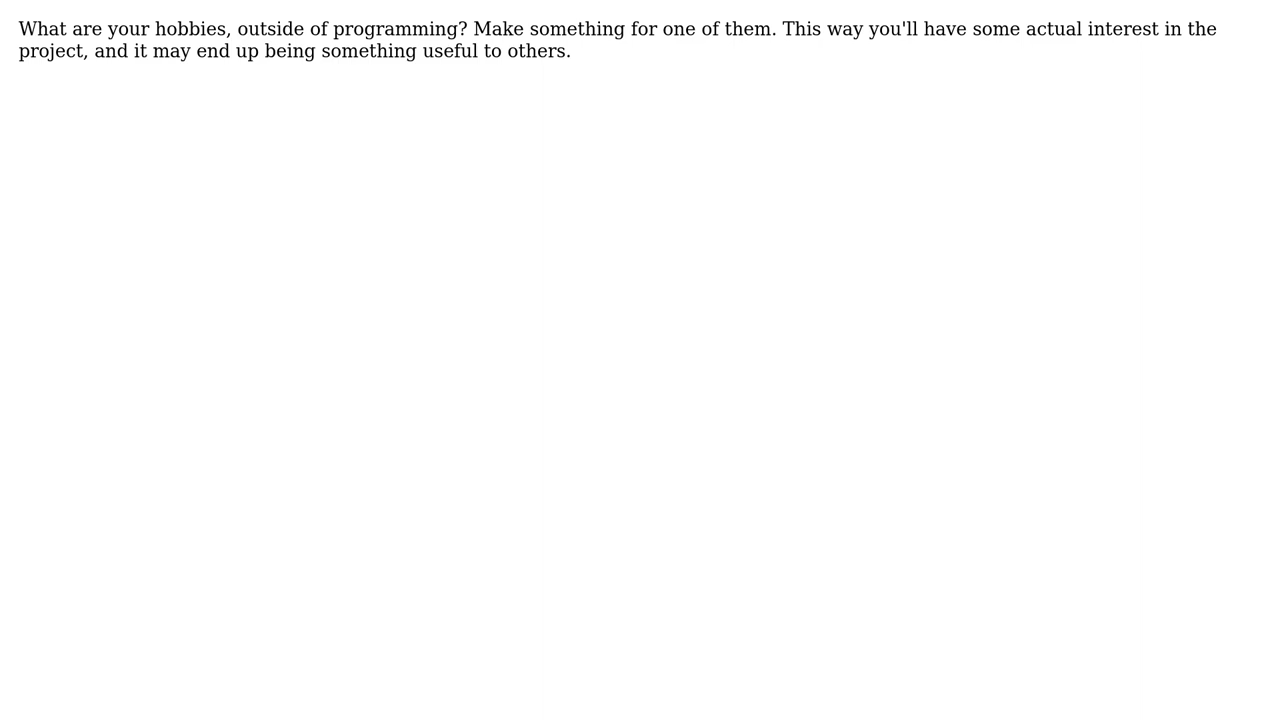 What are your hobbies, outside of programming? Make something for one of them. This way you'll have some actual interest in the
project, and it may end up being something useful to others.